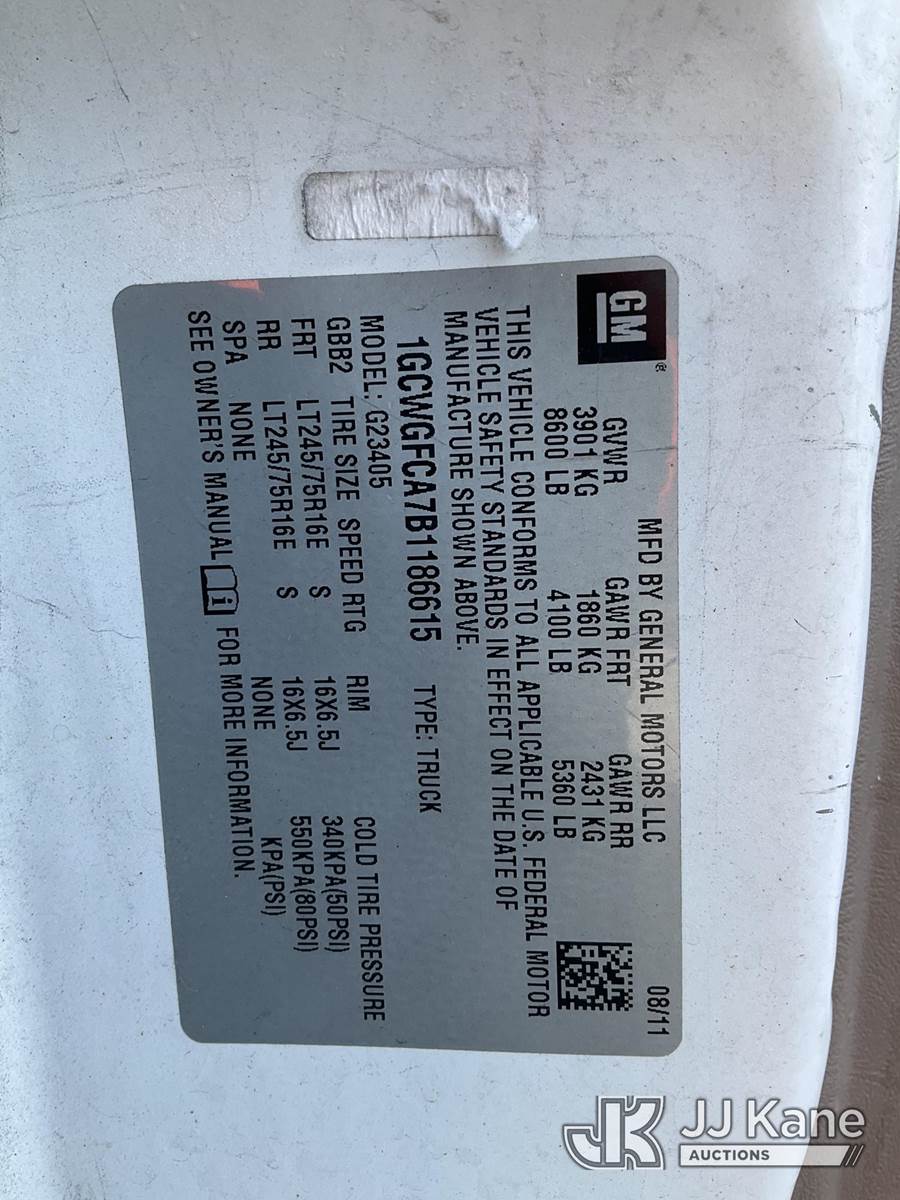 GM
MFD BY GENERAL MOTORS LLC 08/11
GVWR GAWR FRT GAWR RR
3901 KG 1860 KG 2431 KG
8600 LB 4100 LB 5360 LB
THIS VEHICLE CONFORMS TO ALL APPLICABLE U.S. FEDERAL MOTOR
VEHICLE SAFETY STANDARDS IN EFFECT ON THE DATE OF
MANUFACTURE SHOWN ABOVE.
1GCWGFCA7B1186615 TYPE: TRUCK
MODEL: G23405
GBB2 TIRE SIZE SPEED RTG RIM COLD TIRE PRESSURE
FRT LT245/75R16E S 16X6.5J 340KPA(50PSI)
RR LT245/75R16E S 16X6.5J 550KPA(80PSI)
SPA NONE NONE KPA(PSI)
SEE OWNER'S MANUAL i FOR MORE INFORMATION.
JK JJ Kane
AUCTIONS